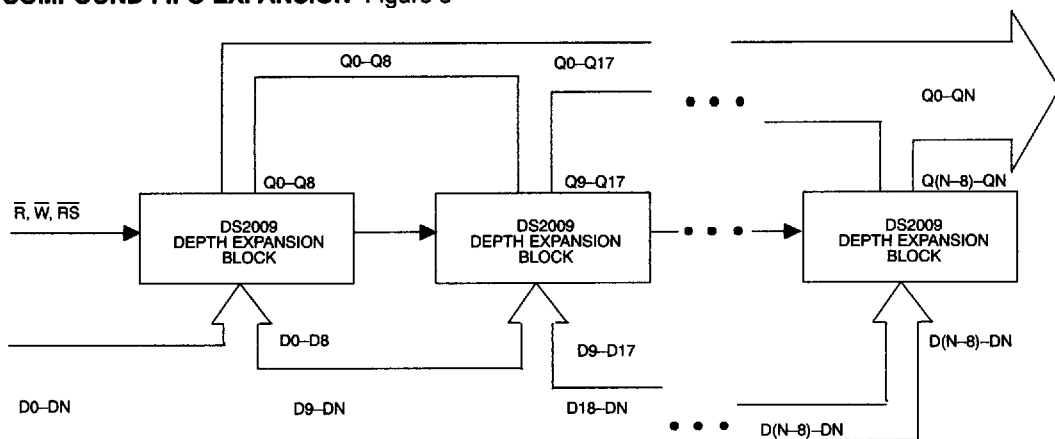 COMPOUND FIFO EXPANSION Figure
Q0–Q8
Q0–Q17
Q0–QN
Q0–Q8
Q9–Q17
Q(N–8)–QN
R, W, RS
DS2009
DEPTH EXPANSION
BLOCK
DS2009
DEPTH EXPANSION
BLOCK
DS2009
DEPTH EXPANSION
BLOCK
D0–D8
D9–D17
D(N–8)–DN
D0–DN
D9–DN
D18–DN
D(N–8)–DN